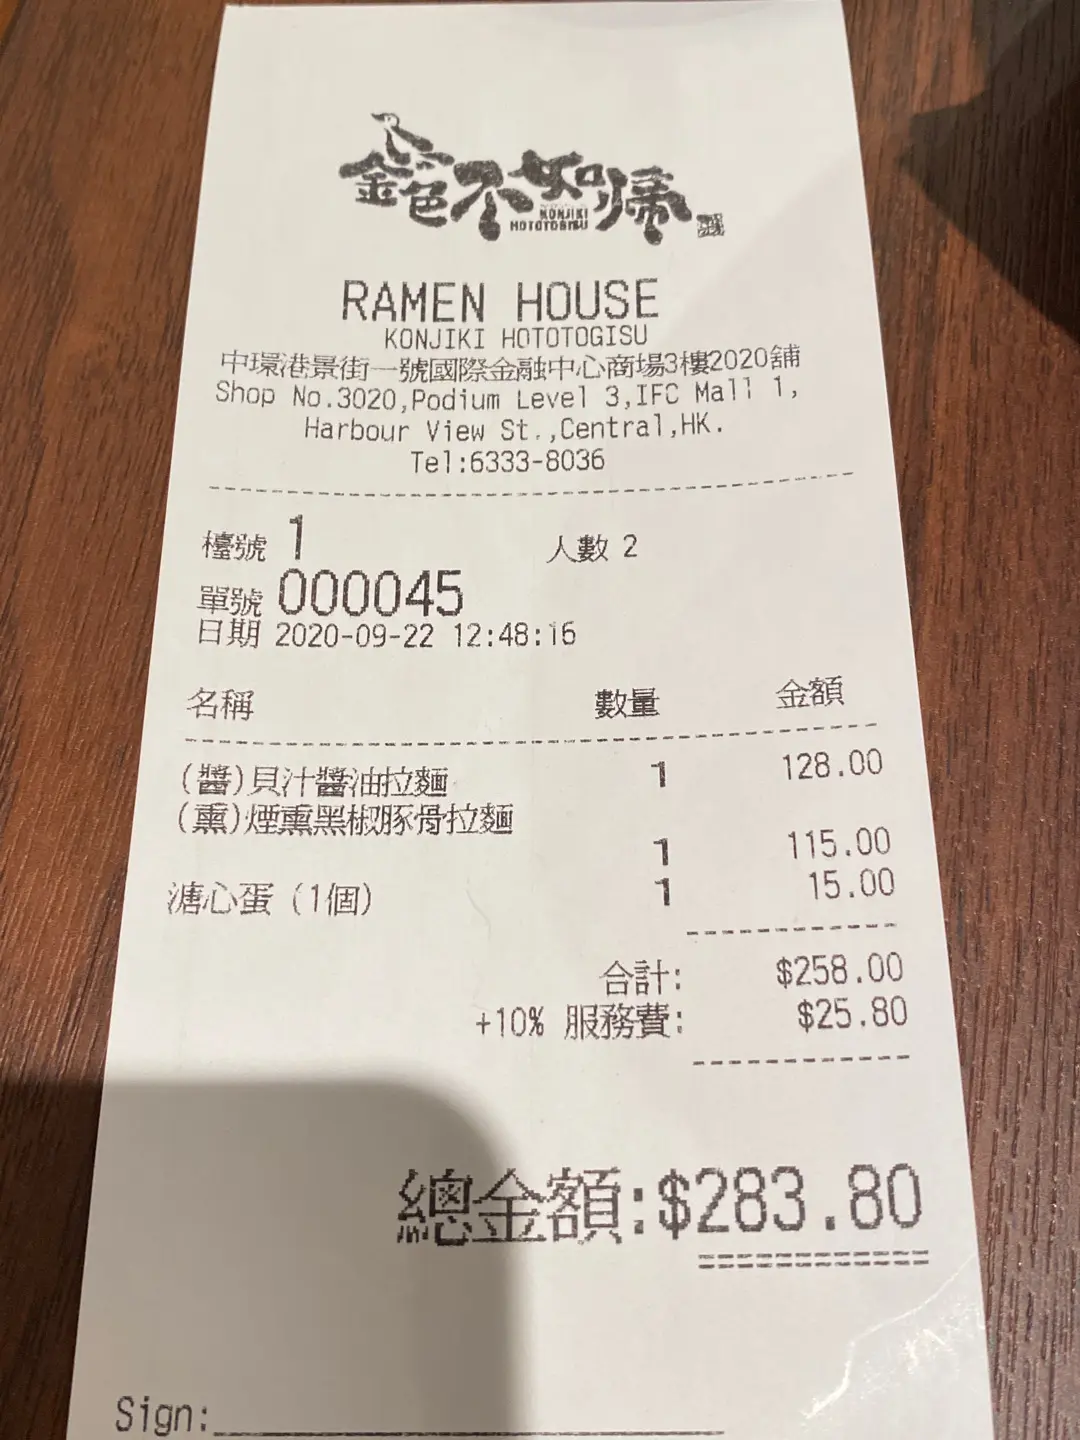 金色不如帰
KONJIKI
HOTOTOGISU
RAMEN HOUSE
KONJIKI HOTOTOGISU
中環港景街一號國際金融中心商場3樓2020舖
Shop No.3020,Podium Level 3,IFC Mall 1,
Harbour View St.,Central,HK.
Tel:6333-8036
檯號 1 人數 2
單號 000045
日期 2020-09-22 12:48:16
名稱 數量 金額
(醬)貝汁醬油拉麵 1 128.00
(熏)煙熏黑椒豚骨拉麵
1 115.00
溏心蛋 (1個) 1 15.00
合計: $258.00
+10% 服務費: $25.80
總金額:$283.80
Sign: